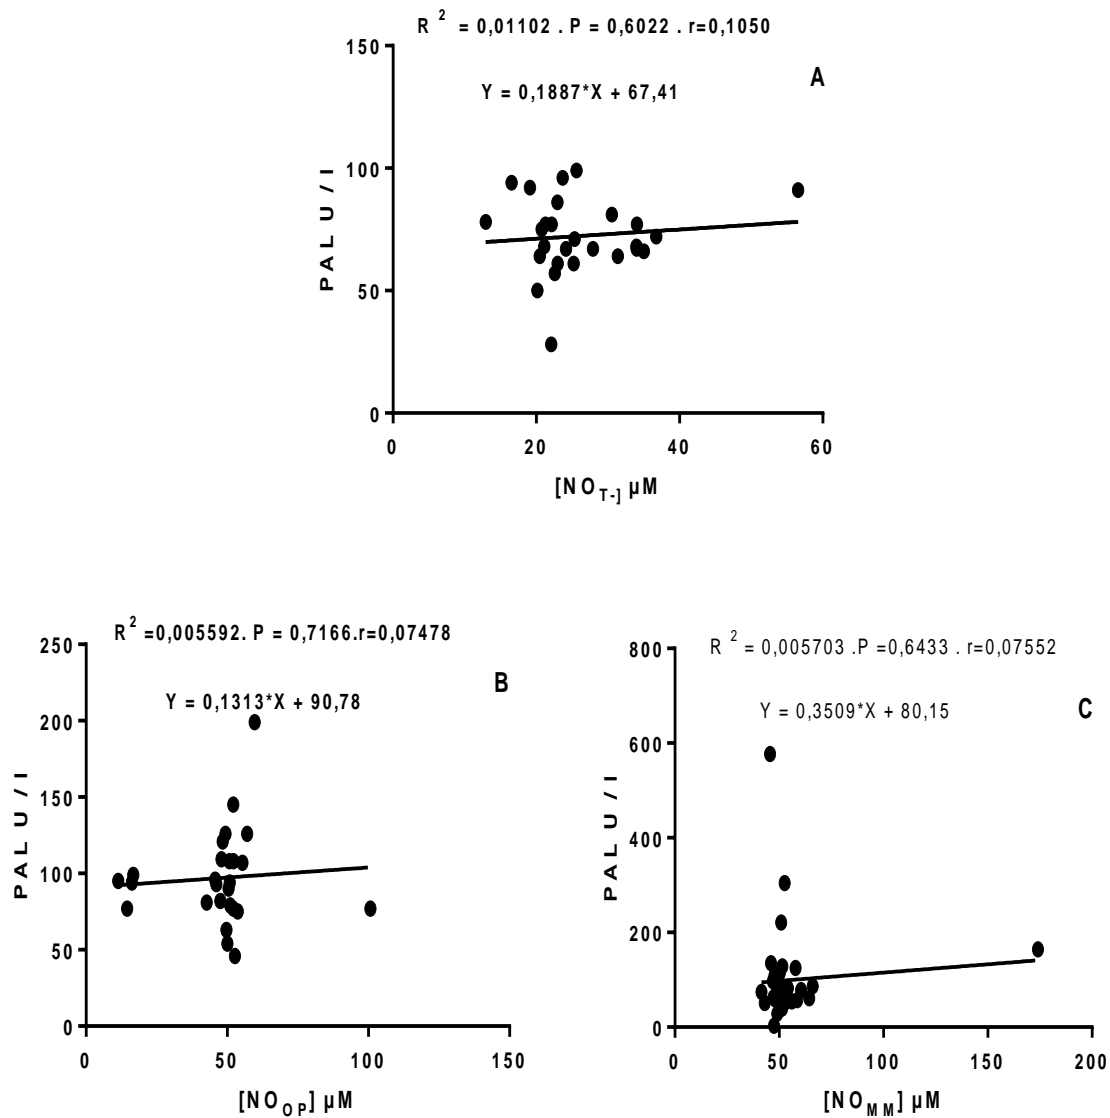 R 2 = 0,01102 . P = 0,6022 . r=0,1050
Y = 0,1887*X + 67,41
A
150
100
50
0
PAL U / l
0 20 40 60
[NO T-] µM
R 2 =0,005592. P = 0,7166.r=0,07478
Y = 0,1313*X + 90,78
B
250
200
150
100
50
0
PAL U / l
0 50 100 150
[NO OP] µM
R 2 = 0,005703 .P =0,6433 . r=0,07552
Y = 0,3509*X + 80,15
C
800
600
400
200
0
PAL U / l
0 50 100 150 200
[NO MM] µM